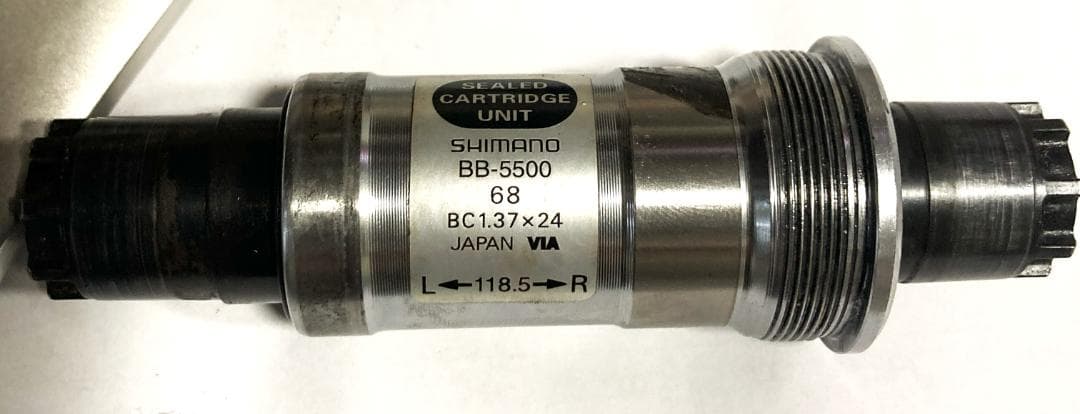 SEALED
CARTRIDGE
UNIT
SHIMANO
BB-5500
68
BC1.37×24
JAPAN VIA
L←118.5→R